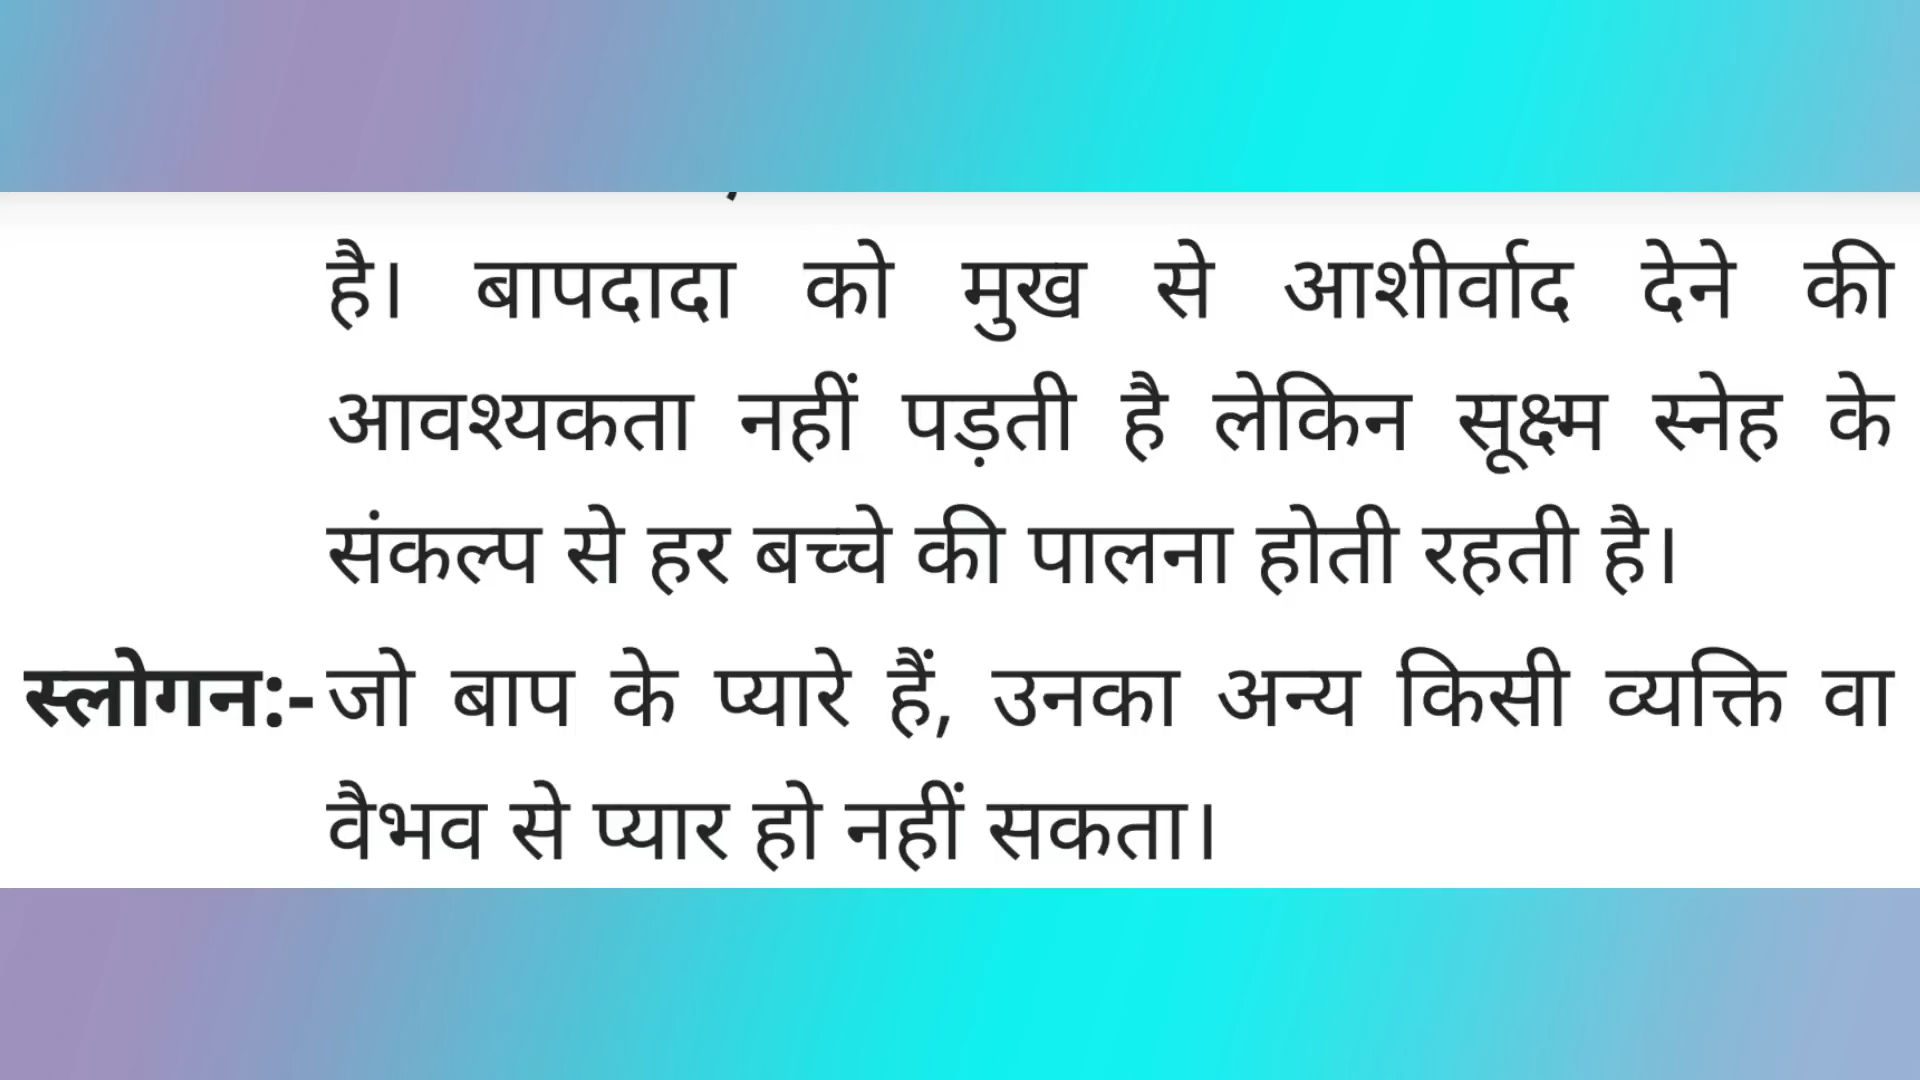 है। बापदादा को मुख से आशीर्वाद देने की
आवश्यकता नहीं पड़ती है लेकिन सूक्ष्म स्नेह के
संकल्प से हर बच्चे की पालना होती रहती है।
स्लोगन:- जो बाप के प्यारे हैं, उनका अन्य किसी व्यक्ति वा
वैभव से प्यार हो नहीं सकता।